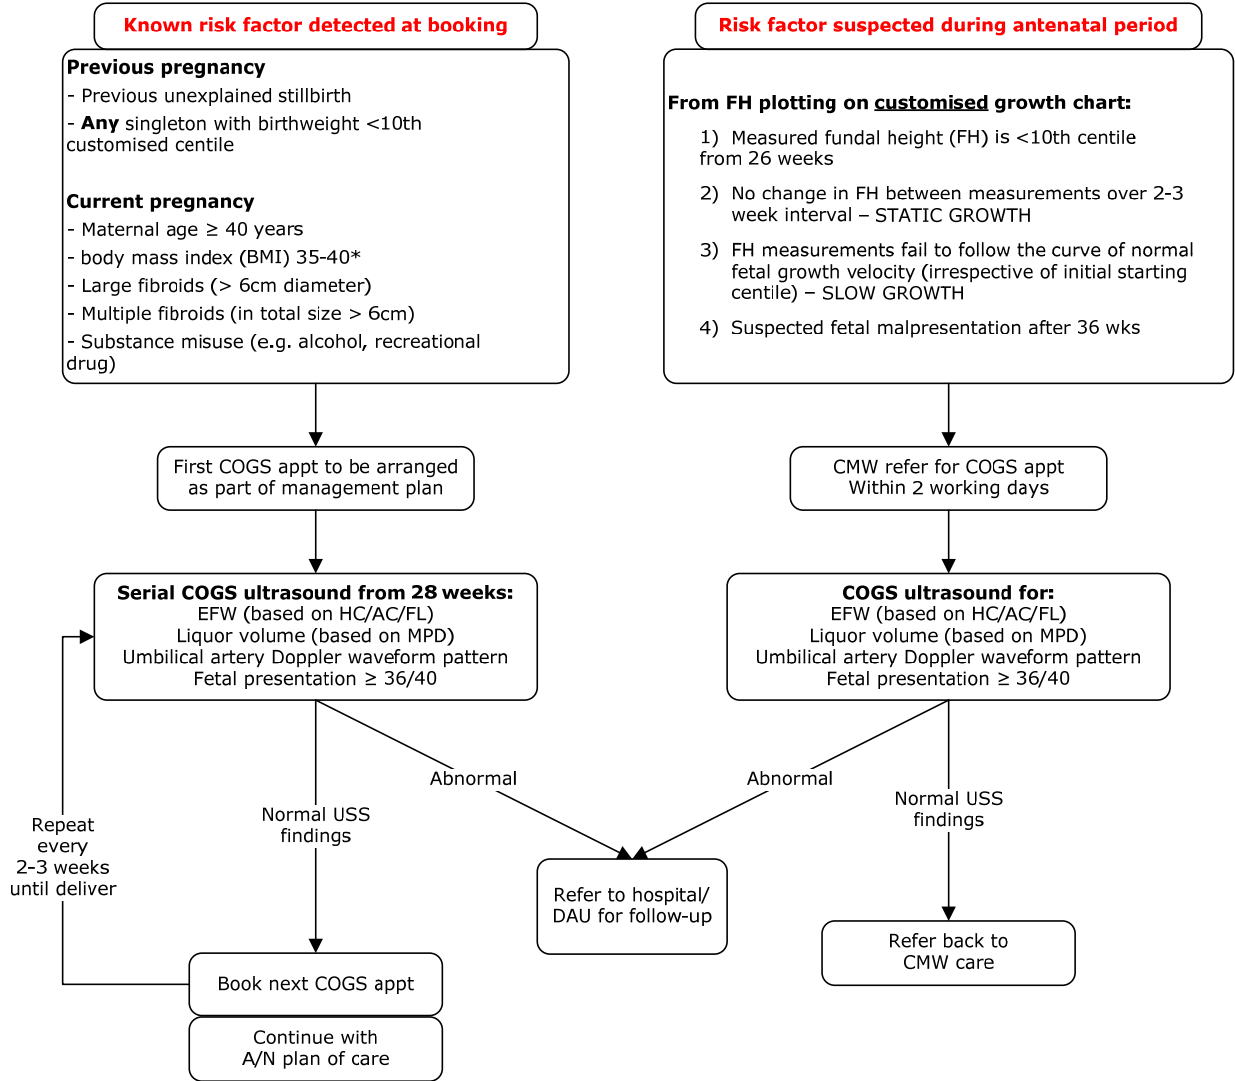 Known risk factor detected at booking
Previous pregnancy
- Previous unexplained stillbirth
- Any singleton with birthweight <10th
customised centile
Current pregnancy
- Maternal age ≥ 40 years
- body mass index (BMI) 35-40*
- Large fibroids (> 6cm diameter)
- Multiple fibroids (in total size > 6cm)
- Substance misuse (e.g. alcohol, recreational
drug)
First COGS appt to be arranged
as part of management plan
Serial COGS ultrasound from 28 weeks:
EFW (based on HC/AC/FL)
Liquor volume (based on MPD)
Umbilical artery Doppler waveform pattern
Fetal presentation ≥ 36/40
Abnormal
Normal USS
findings
Repeat
every
2-3 weeks
until deliver
Book next COGS appt
Continue with
A/N plan of care
Risk factor suspected during antenatal period
From FH plotting on customised growth chart:
1) Measured fundal height (FH) is <10th centile
from 26 weeks
2) No change in FH between measurements over 2-3
week interval – STATIC GROWTH
3) FH measurements fail to follow the curve of normal
fetal growth velocity (irrespective of initial starting
centile) – SLOW GROWTH
4) Suspected fetal malpresentation after 36 wks
CMW refer for COGS appt
Within 2 working days
COGS ultrasound for:
EFW (based on HC/AC/FL)
Liquor volume (based on MPD)
Umbilical artery Doppler waveform pattern
Fetal presentation ≥ 36/40
Abnormal
Normal USS
findings
Refer to hospital/
DAU for follow-up
Refer back to
CMW care